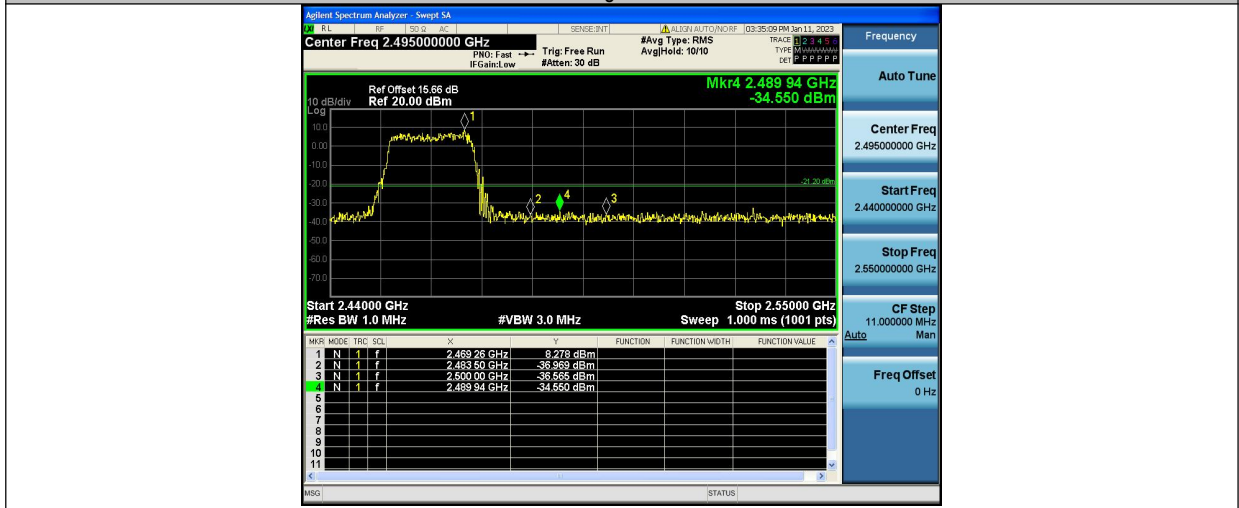 Agilent Spectrum Analyzer - Swept SA
RL RF 50 Ω AC SENSE:INT ALIGN AUTO/NO RF 03:35:09 PM Jan 11, 2023
Center Freq 2.495000000 GHz
PNO: Fast Trig: Free Run
IFGain:Low #Atten: 30 dB
#Avg Type: RMS
Avg|Hold: 10/10
TRACE 1 2 3 4 5 6
TYPE M
DET P P P P P P
Frequency
Auto Tune
Center Freq
2.495000000 GHz
Start Freq
2.440000000 GHz
Stop Freq
2.550000000 GHz
CF Step
11.000000 MHz
Auto Man
Freq Offset
0 Hz
Mkr4 2.489 94 GHz
-34.550 dBm
Ref Offset 15.66 dB
10 dB/div Ref 20.00 dBm
Log
10.0
0.00
-10.0
-20.0
-30.0
-40.0
-50.0
-60.0
-70.0
-21.20 dBm
1
2
4
3
Start 2.44000 GHz Stop 2.55000 GHz
#Res BW 1.0 MHz #VBW 3.0 MHz Sweep 1.000 ms (1001 pts)
MKR MODE TRC SCL X Y FUNCTION FUNCTION WIDTH FUNCTION VALUE
1 N 1 f 2.469 26 GHz 8.278 dBm
2 N 1 f 2.483 50 GHz -36.969 dBm
3 N 1 f 2.500 00 GHz -36.565 dBm
4 N 1 f 2.489 94 GHz -34.550 dBm
5
6
7
8
9
10
11
MSG STATUS